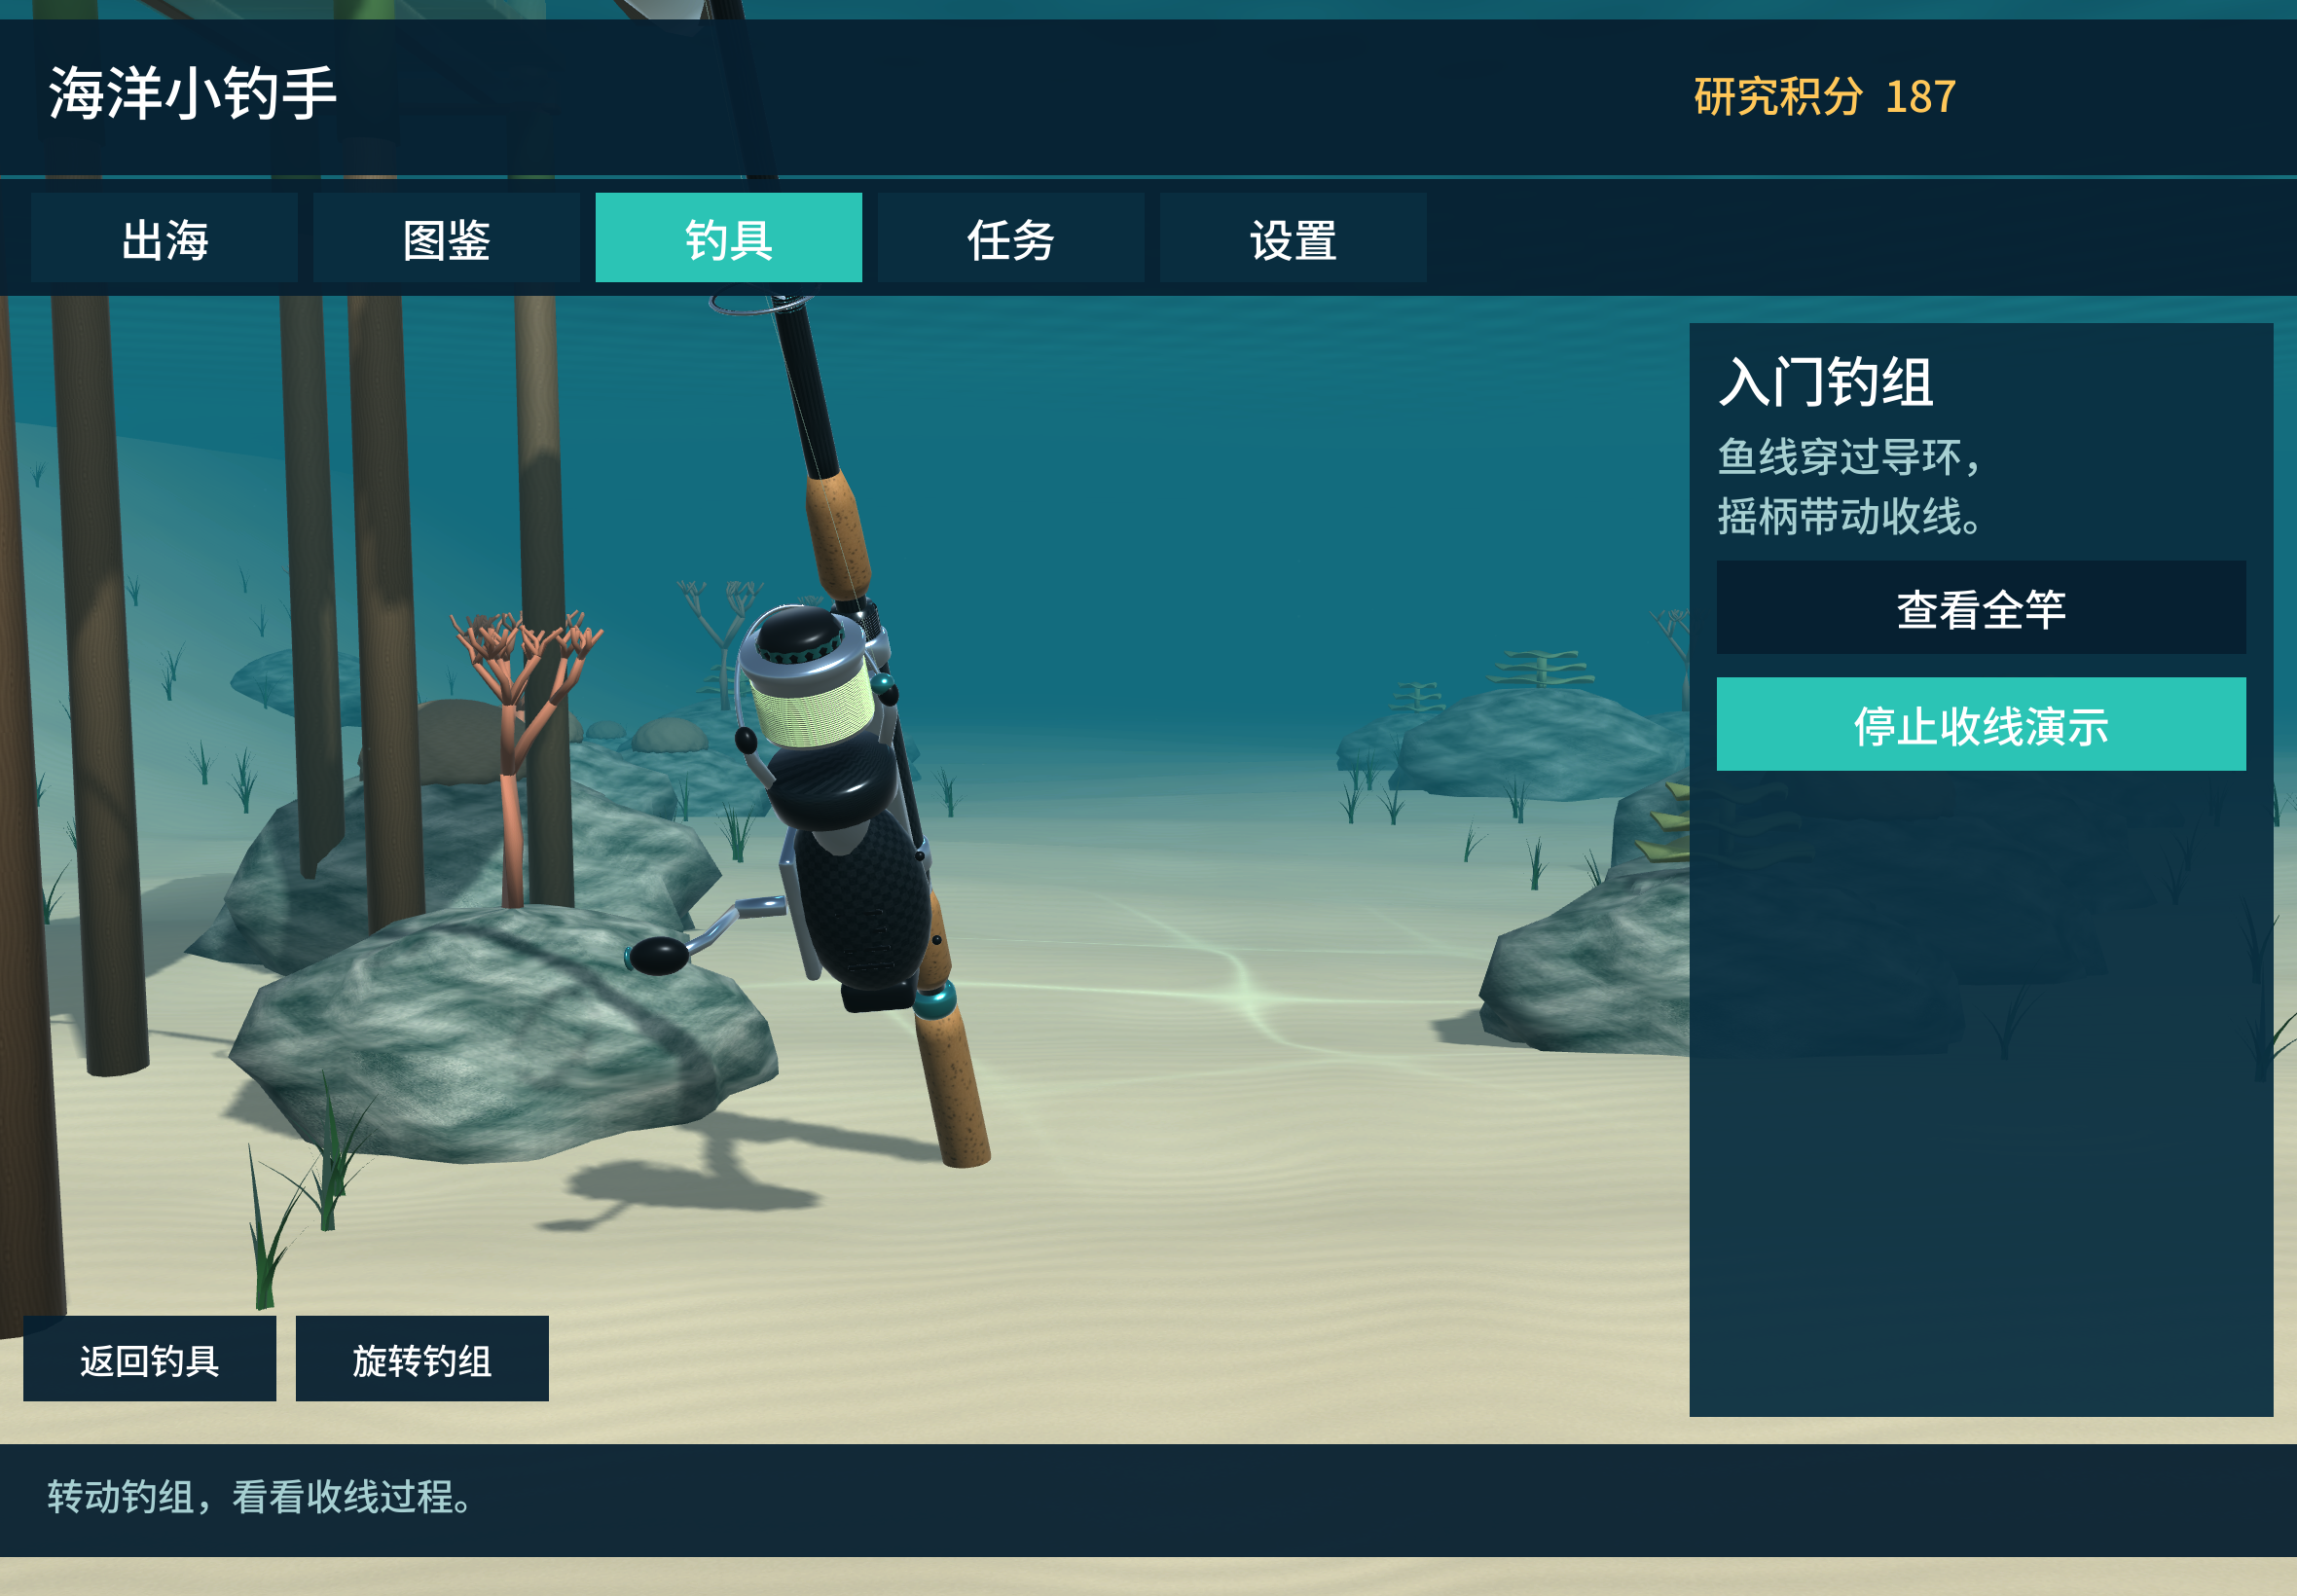 海洋小钓手
研究积分 187
出海
图鉴
钓具
任务
设置
入门钓组
鱼线穿过导环，
摇柄带动收线。
查看全竿
停止收线演示
返回钓具
旋转钓组
转动钓组，看看收线过程。